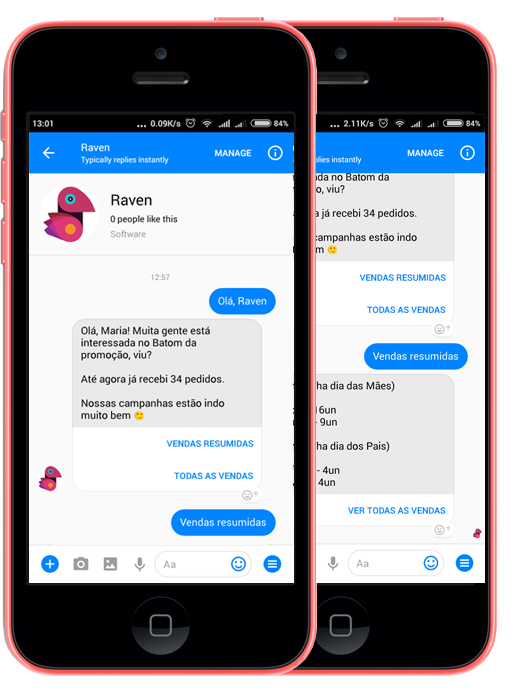 13:01
... 0.09K/s
84%
Raven
Typically replies instantly
MANAGE
Raven
0 people like this
Software
12:57
Olá, Raven
Olá, Maria! Muita gente está
interessada no Batom da
promoção, viu?
Até agora já recebi 34 pedidos.
Nossas campanhas estão indo
muito bem 🙂
VENDAS RESUMIDAS
TODAS AS VENDAS
Vendas resumidas
Aa
... 2.11K/s
84%
plies instantly
MANAGE
no Batom da
, viu?
já recebi 34 pedidos.
campanhas estão indo
m 🙂
VENDAS RESUMIDAS
TODAS AS VENDAS
Vendas resumidas
ha dia das Mães)
16un
- 9un
ha dia dos Pais)
- 4un
4un
VER TODAS AS VENDAS
Aa